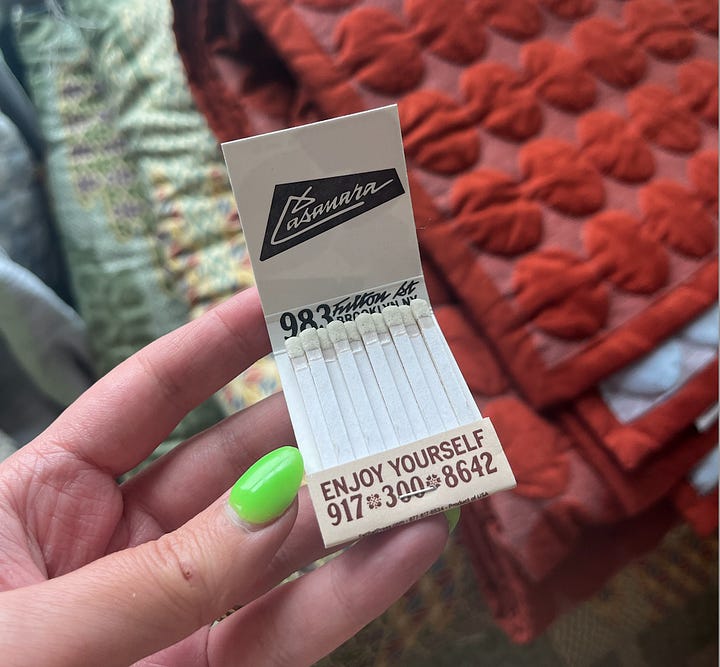 Casanara
983 Fulton St
BROOKLYN, NY
ENJOY YOURSELF
917 300 8642